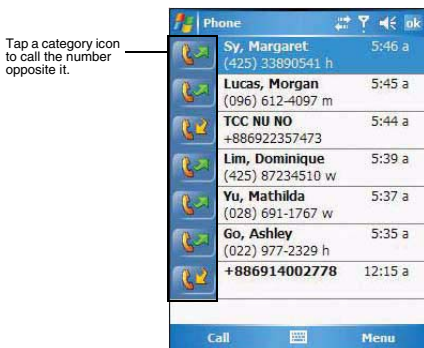 Phone
ok
Tap a category icon
to call the number
opposite it.
Sy, Margaret 5:46 a
(425) 33890541 h
Lucas, Morgan 5:45 a
(096) 612-4097 m
TCC NU NO 5:44 a
+886922357473
Lim, Dominique 5:39 a
(425) 87234510 w
Yu, Mathilda 5:37 a
(028) 691-1767 w
Go, Ashley 5:35 a
(022) 977-2329 h
+886914002778 12:15 a
Call Menu